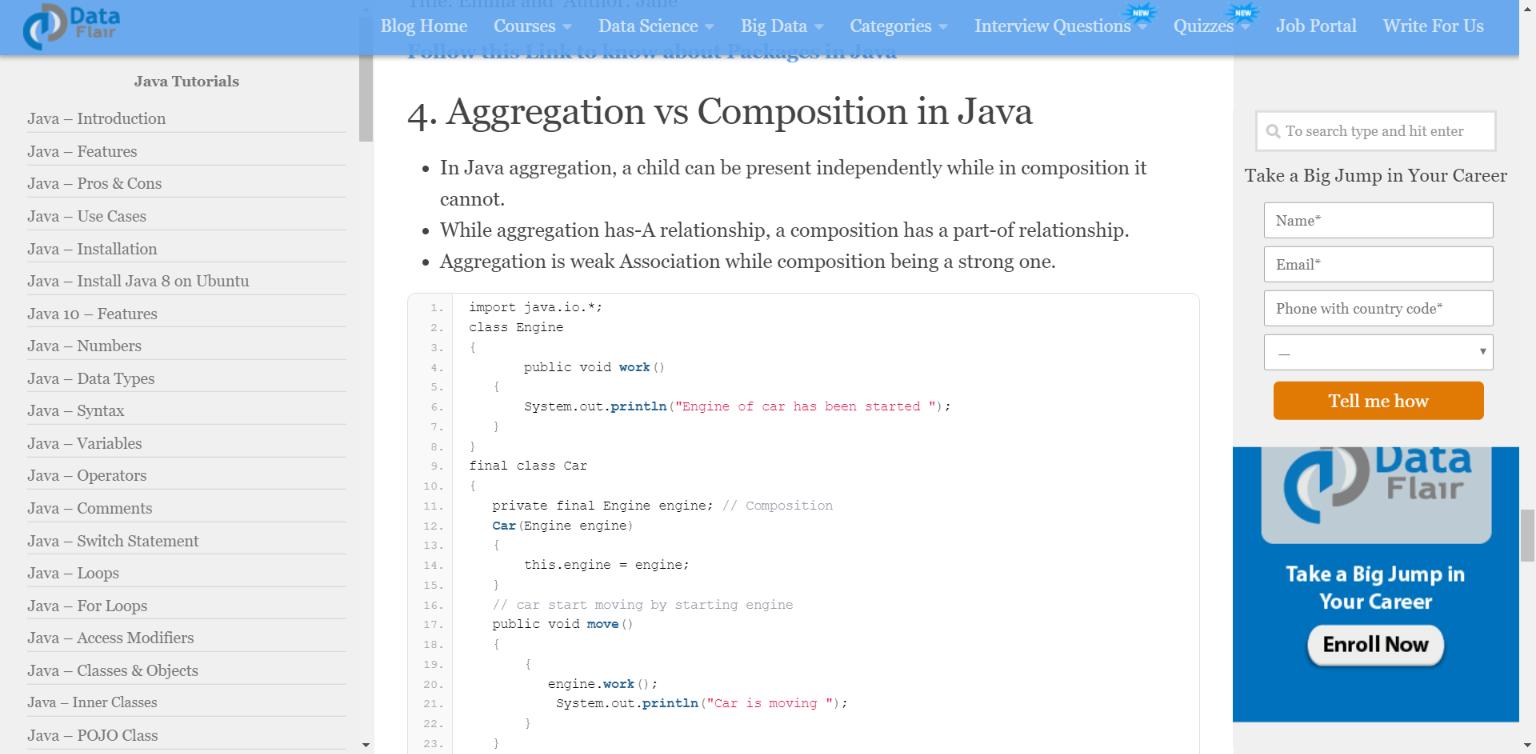 Data
Flair
Blog Home Courses Data Science Big Data Categories Interview Questions NEW Quizzes NEW Job Portal Write For Us
Java Tutorials
Java – Introduction
Java – Features
Java – Pros & Cons
Java – Use Cases
Java – Installation
Java – Install Java 8 on Ubuntu
Java 10 – Features
Java – Numbers
Java – Data Types
Java – Syntax
Java – Variables
Java – Operators
Java – Comments
Java – Switch Statement
Java – Loops
Java – For Loops
Java – Access Modifiers
Java – Classes & Objects
Java – Inner Classes
Java – POJO Class
Title: Emma and Author: Jane
Follow this Link to know about Packages in Java
4. Aggregation vs Composition in Java
• In Java aggregation, a child can be present independently while in composition it
cannot.
• While aggregation has-A relationship, a composition has a part-of relationship.
• Aggregation is weak Association while composition being a strong one.
1. import java.io.*;
2. class Engine
3. {
4. public void work()
5. {
6. System.out.println("Engine of car has been started ");
7. }
8. }
9. final class Car
10. {
11. private final Engine engine; // Composition
12. Car(Engine engine)
13. {
14. this.engine = engine;
15. }
16. // car start moving by starting engine
17. public void move()
18. {
19. {
20. engine.work();
21. System.out.println("Car is moving ");
22. }
23. }
To search type and hit enter
Take a Big Jump in Your Career
Name*
Email*
Phone with country code*
—
Tell me how
Data
Flair
Take a Big Jump in
Your Career
Enroll Now